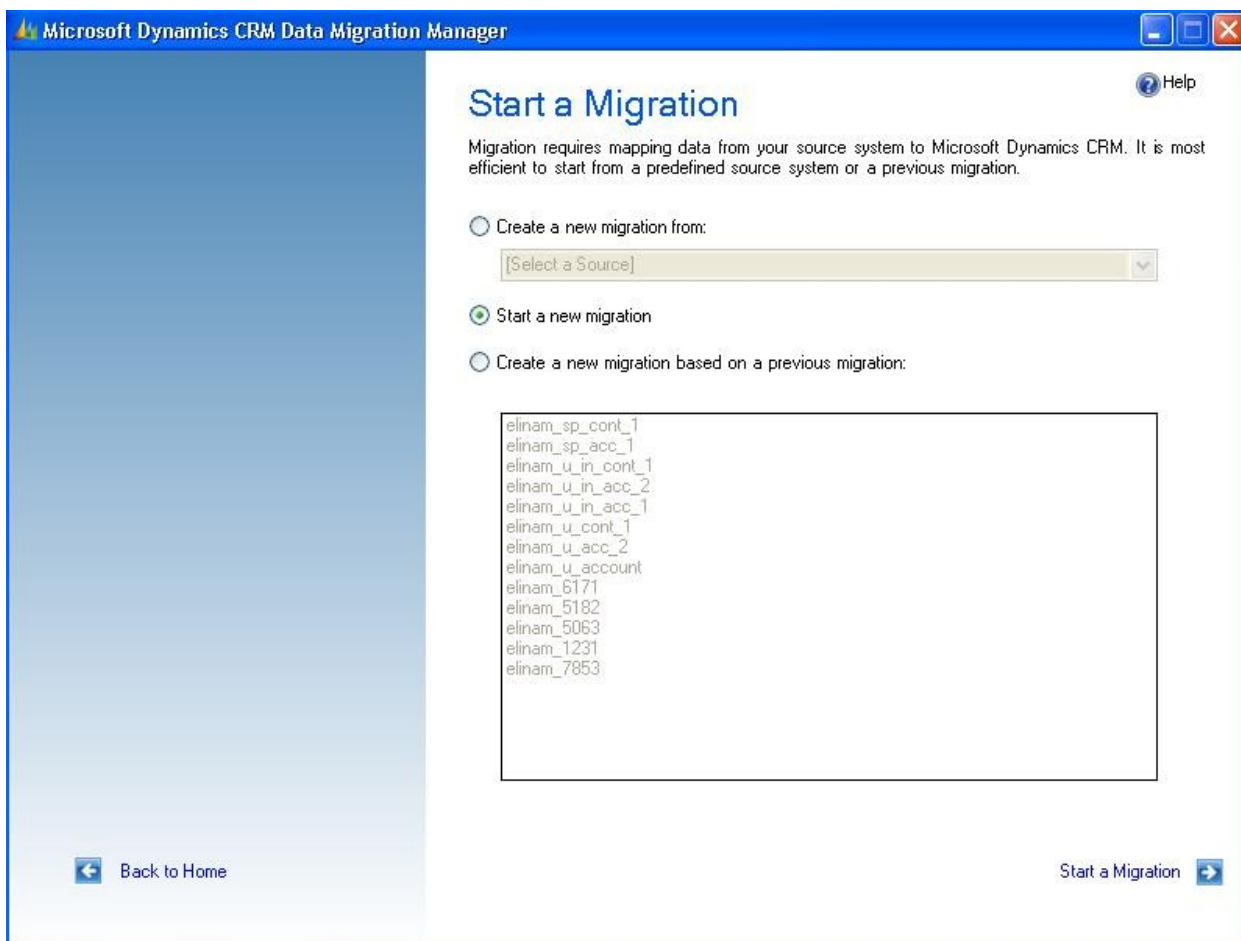 Microsoft Dynamics CRM Data Migration Manager
Help
Start a Migration
Migration requires mapping data from your source system to Microsoft Dynamics CRM. It is most
efficient to start from a predefined source system or a previous migration.
Create a new migration from:
[Select a Source]
Start a new migration
Create a new migration based on a previous migration:
elinam_sp_cont_1
elinam_sp_acc_1
elinam_u_in_cont_1
elinam_u_in_acc_2
elinam_u_in_acc_1
elinam_u_cont_1
elinam_u_acc_2
elinam_u_account
elinam_6171
elinam_5182
elinam_5063
elinam_1231
elinam_7853
Back to Home
Start a Migration